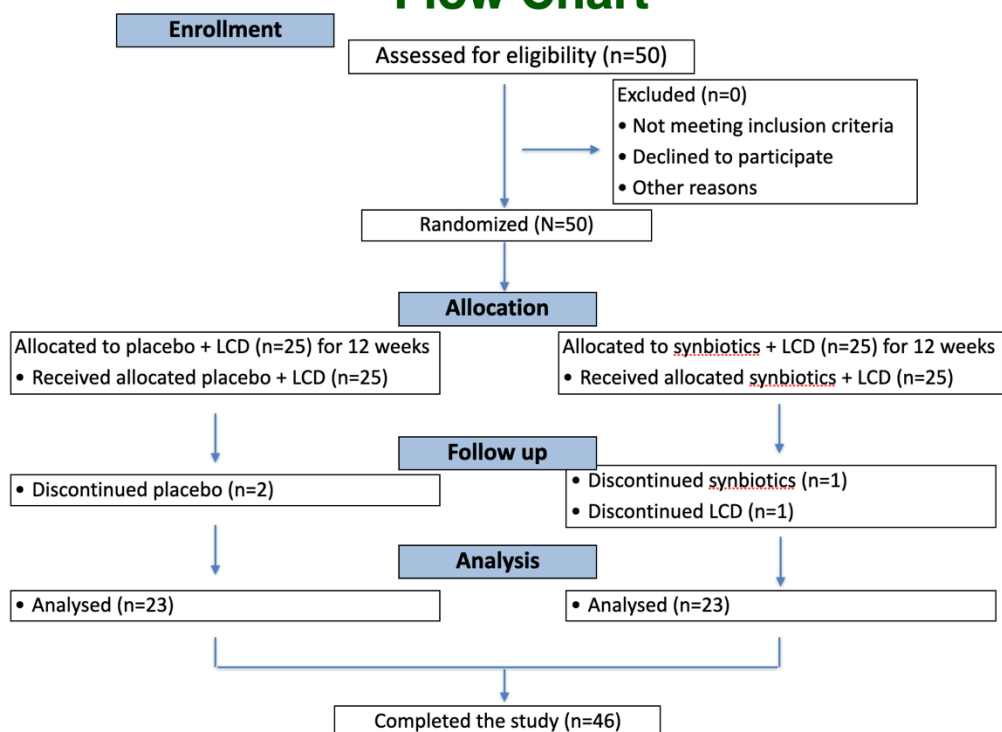 Flow Chart
Enrollment
Assessed for eligibility (n=50)
Excluded (n=0)
• Not meeting inclusion criteria
• Declined to participate
• Other reasons
Randomized (N=50)
Allocation
Allocated to placebo + LCD (n=25) for 12 weeks
• Received allocated placebo + LCD (n=25)
Allocated to synbiotics + LCD (n=25) for 12 weeks
• Received allocated synbiotics + LCD (n=25)
Follow up
• Discontinued placebo (n=2)
• Discontinued synbiotics (n=1)
• Discontinued LCD (n=1)
Analysis
• Analysed (n=23)
• Analysed (n=23)
Completed the study (n=46)